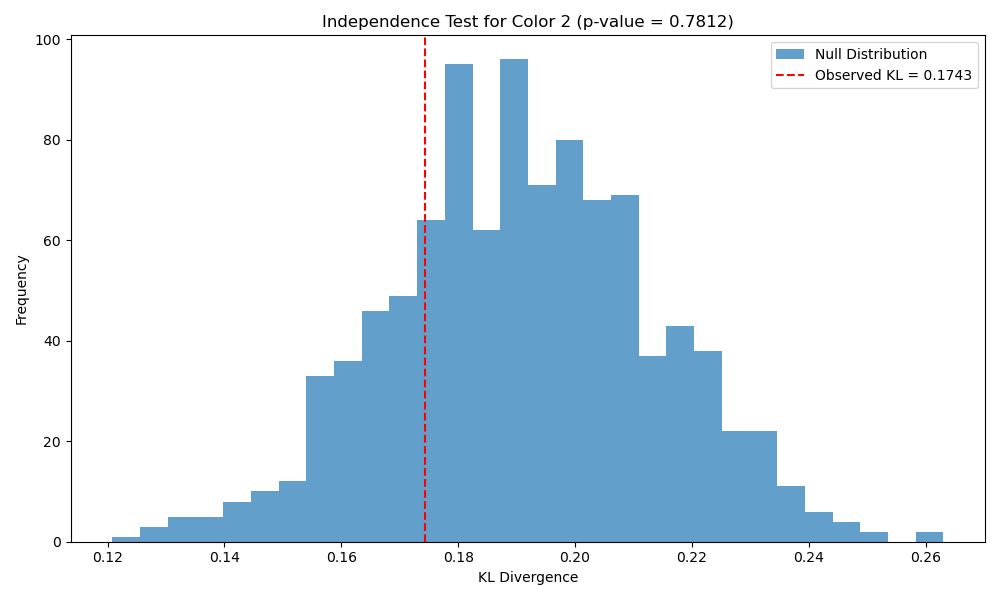 Independence Test for Color 2 (p-value = 0.7812)
Null Distribution
Observed KL = 0.1743
Frequency
100
80
60
40
20
0
0.12 0.14 0.16 0.18 0.20 0.22 0.24 0.26
KL Divergence